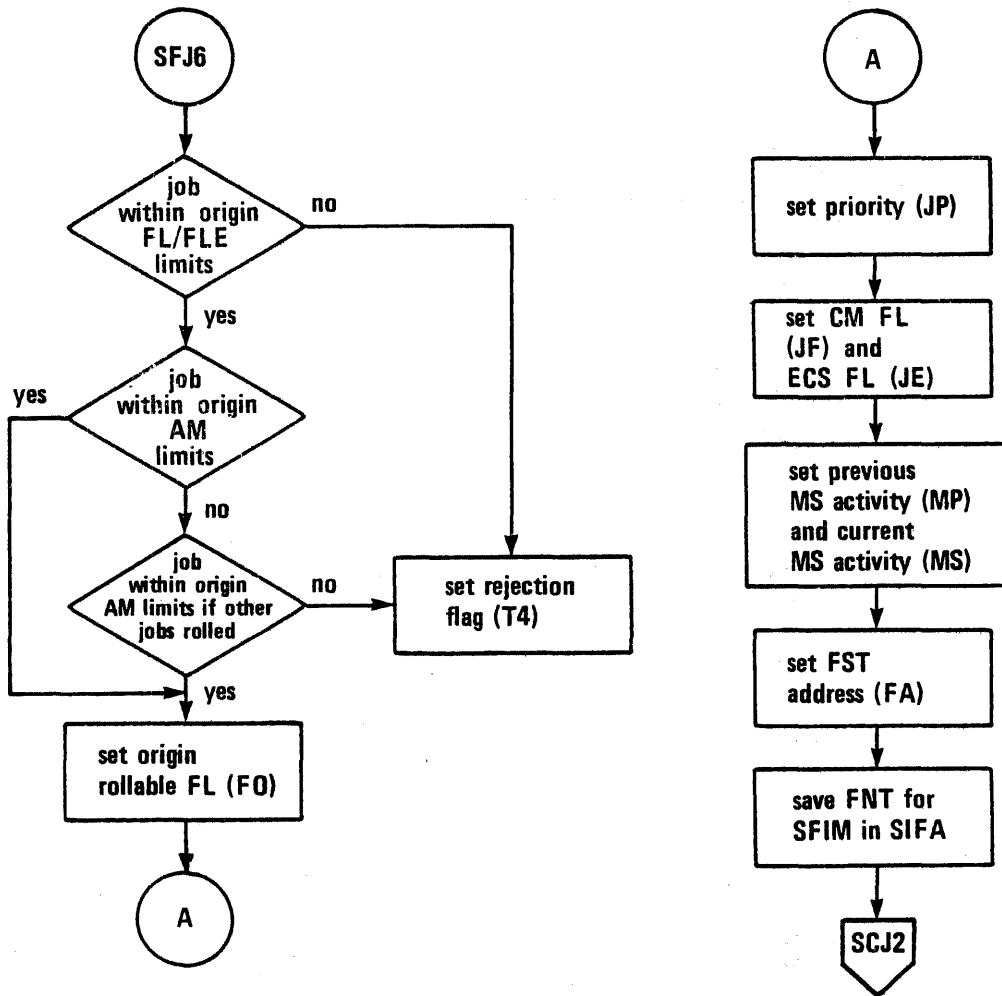 SFJ6
job
within origin
FL/FLE
limits
no
yes
job
within origin
AM
limits
yes
no
job
within origin
AM limits if other
jobs rolled
no
set rejection
flag (T4)
yes
set origin
rollable FL (FO)
A
A
set priority (JP)
set CM FL
(JF) and
ECS FL (JE)
set previous
MS activity (MP)
and current
MS activity (MS)
set FST
address (FA)
save FNT for
SFIM in SIFA
SCJ2